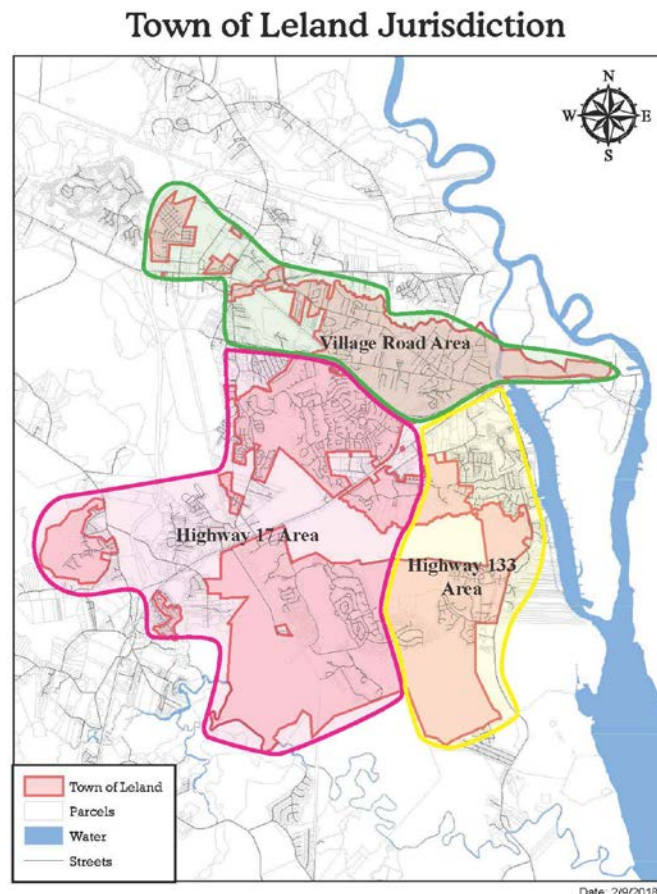 Town of Leland Jurisdiction
N
W
E
S
Village Road Area
Highway 17 Area
Highway 133
Area
Town of Leland
Parcels
Water
Streets
Date: 2/9/2018